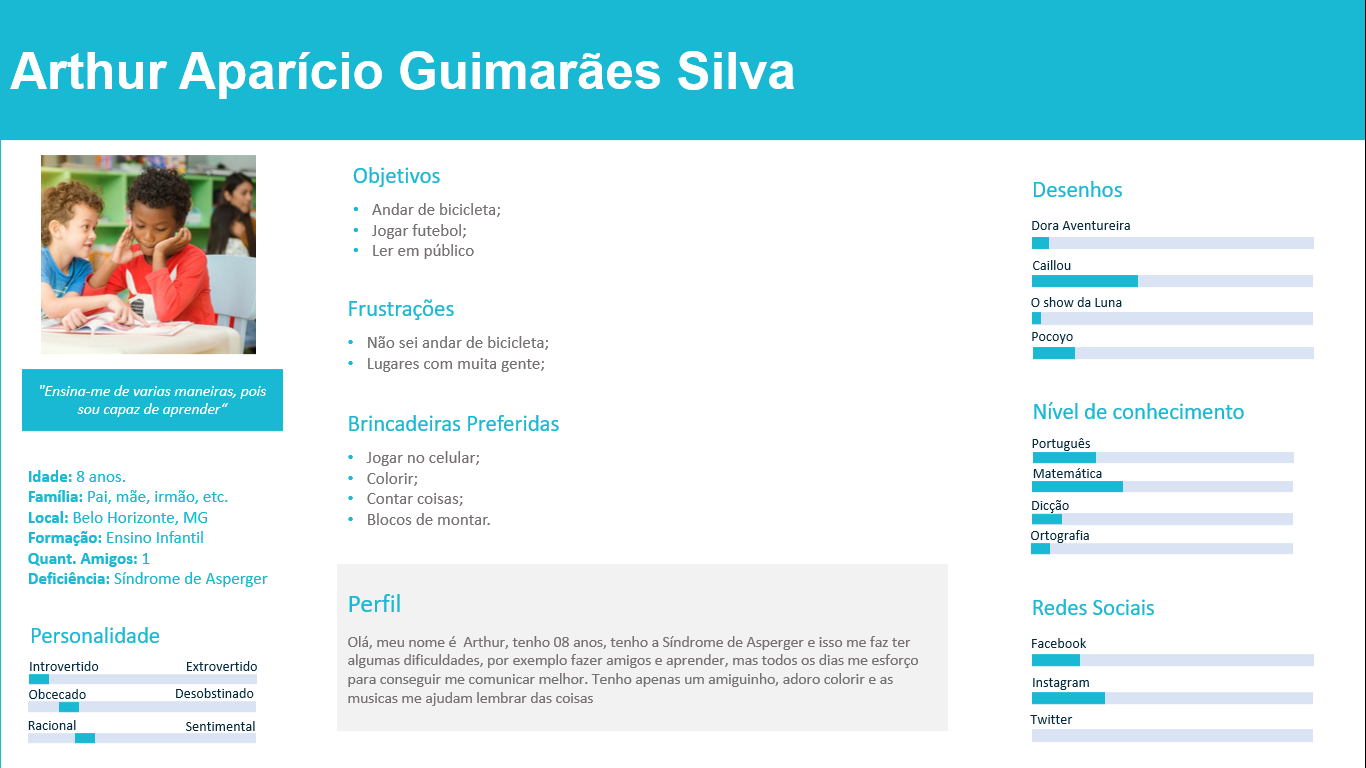 Arthur Aparício Guimarães Silva
"Ensina-me de varias maneiras, pois
sou capaz de aprender“
Idade: 8 anos.
Família: Pai, mãe, irmão, etc.
Local: Belo Horizonte, MG
Formação: Ensino Infantil
Quant. Amigos: 1
Deficiência: Síndrome de Asperger
Personalidade
Introvertido Extrovertido
Obcecado Desobstinado
Racional Sentimental
Objetivos
• Andar de bicicleta;
• Jogar futebol;
• Ler em público
Frustrações
• Não sei andar de bicicleta;
• Lugares com muita gente;
Brincadeiras Preferidas
• Jogar no celular;
• Colorir;
• Contar coisas;
• Blocos de montar.
Perfil
Olá, meu nome é  Arthur, tenho 08 anos, tenho a Síndrome de Asperger e isso me faz ter
algumas dificuldades, por exemplo fazer amigos e aprender, mas todos os dias me esforço
para conseguir me comunicar melhor. Tenho apenas um amiguinho, adoro colorir e as
musicas me ajudam lembrar das coisas
Desenhos
Dora Aventureira
Caillou
O show da Luna
Pocoyo
Nível de conhecimento
Português
Matemática
Dicção
Ortografia
Redes Sociais
Facebook
Instagram
Twitter